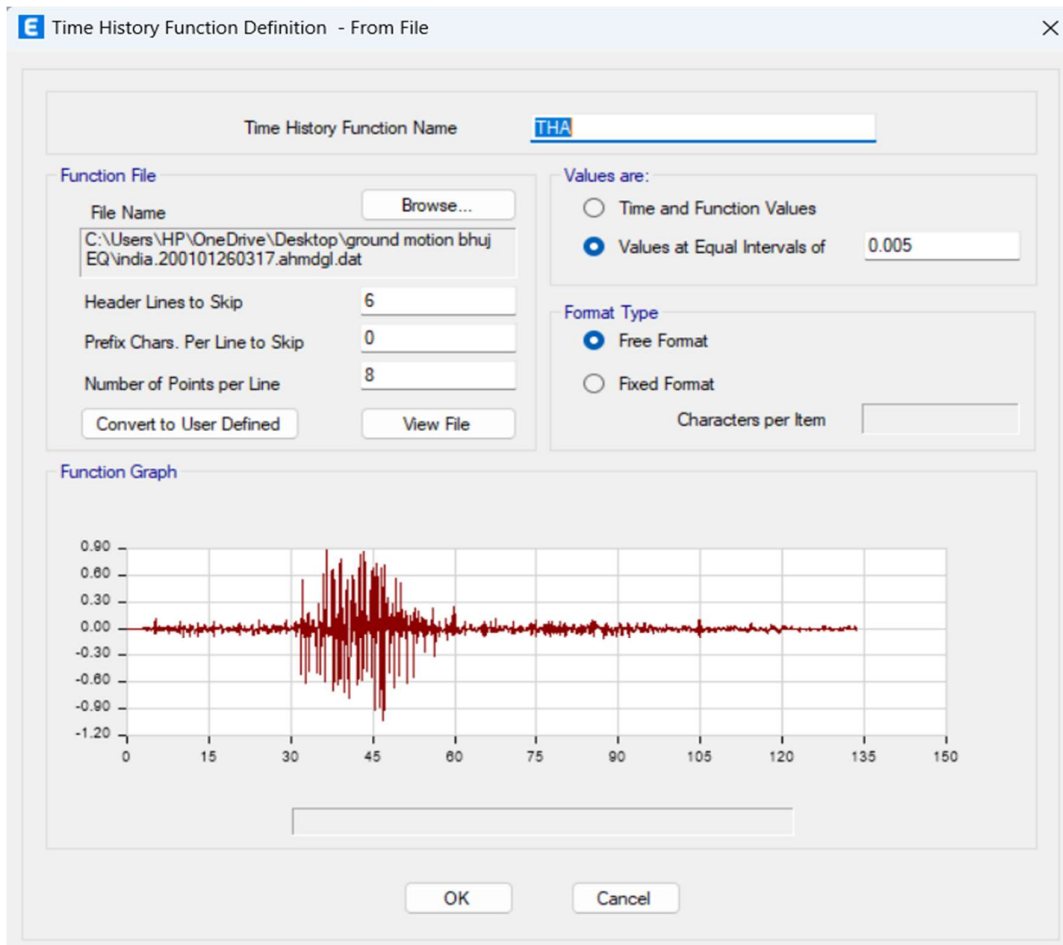 E Time History Function Definition - From File
Time History Function Name THA
Function File
File Name Browse...
C:\Users\HP\OneDrive\Desktop\ground motion bhuj
EQ\india.200101260317.ahmdgl.dat
Header Lines to Skip 6
Prefix Chars. Per Line to Skip 0
Number of Points per Line 8
Convert to User Defined View File
Values are:
Time and Function Values
Values at Equal Intervals of 0.005
Format Type
Free Format
Fixed Format
Characters per Item
Function Graph
0.90
0.60
0.30
0.00
-0.30
-0.60
-0.90
-1.20
0 15 30 45 60 75 90 105 120 135 150
OK Cancel